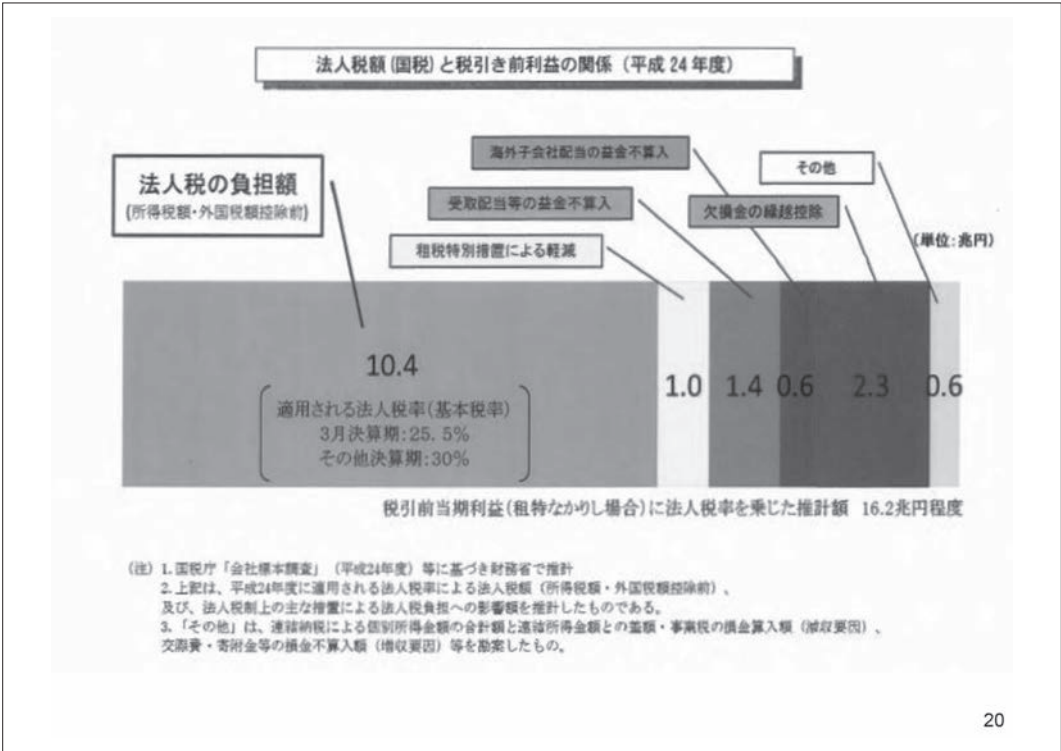 法人税額(国税)と税引き前利益の関係(平成24年度)
海外子会社配当の益金不算入
その他
法人税の負担額
(所得税額・外国税額控除前)
受取配当等の益金不算入
欠損金の繰越控除
(単位:兆円)
租税特別措置による軽減
10.4
1.0
1.4
0.6
2.3
0.6
適用される法人税率(基本税率)
3月決算期:25.5%
その他決算期:30%
税引前当期利益(租特なかりし場合)に法人税率を乗じた推計額 16.2兆円程度
(注) 1. 国税庁「会社標本調査」(平成24年度)等に基づき財務省で推計
2. 上記は、平成24年度に適用される法人税率による法人税額(所得税額・外国税額控除前)、
及び、法人税制上の主な措置による法人税負担への影響額を推計したものである。
3. 「その他」は、連結納税による個別所得金額の合計額と連結所得金額との差額・事業税の損金算入額(減収要因)、
交際費・寄附金等の損金不算入額(増収要因)等を勘案したもの。
20